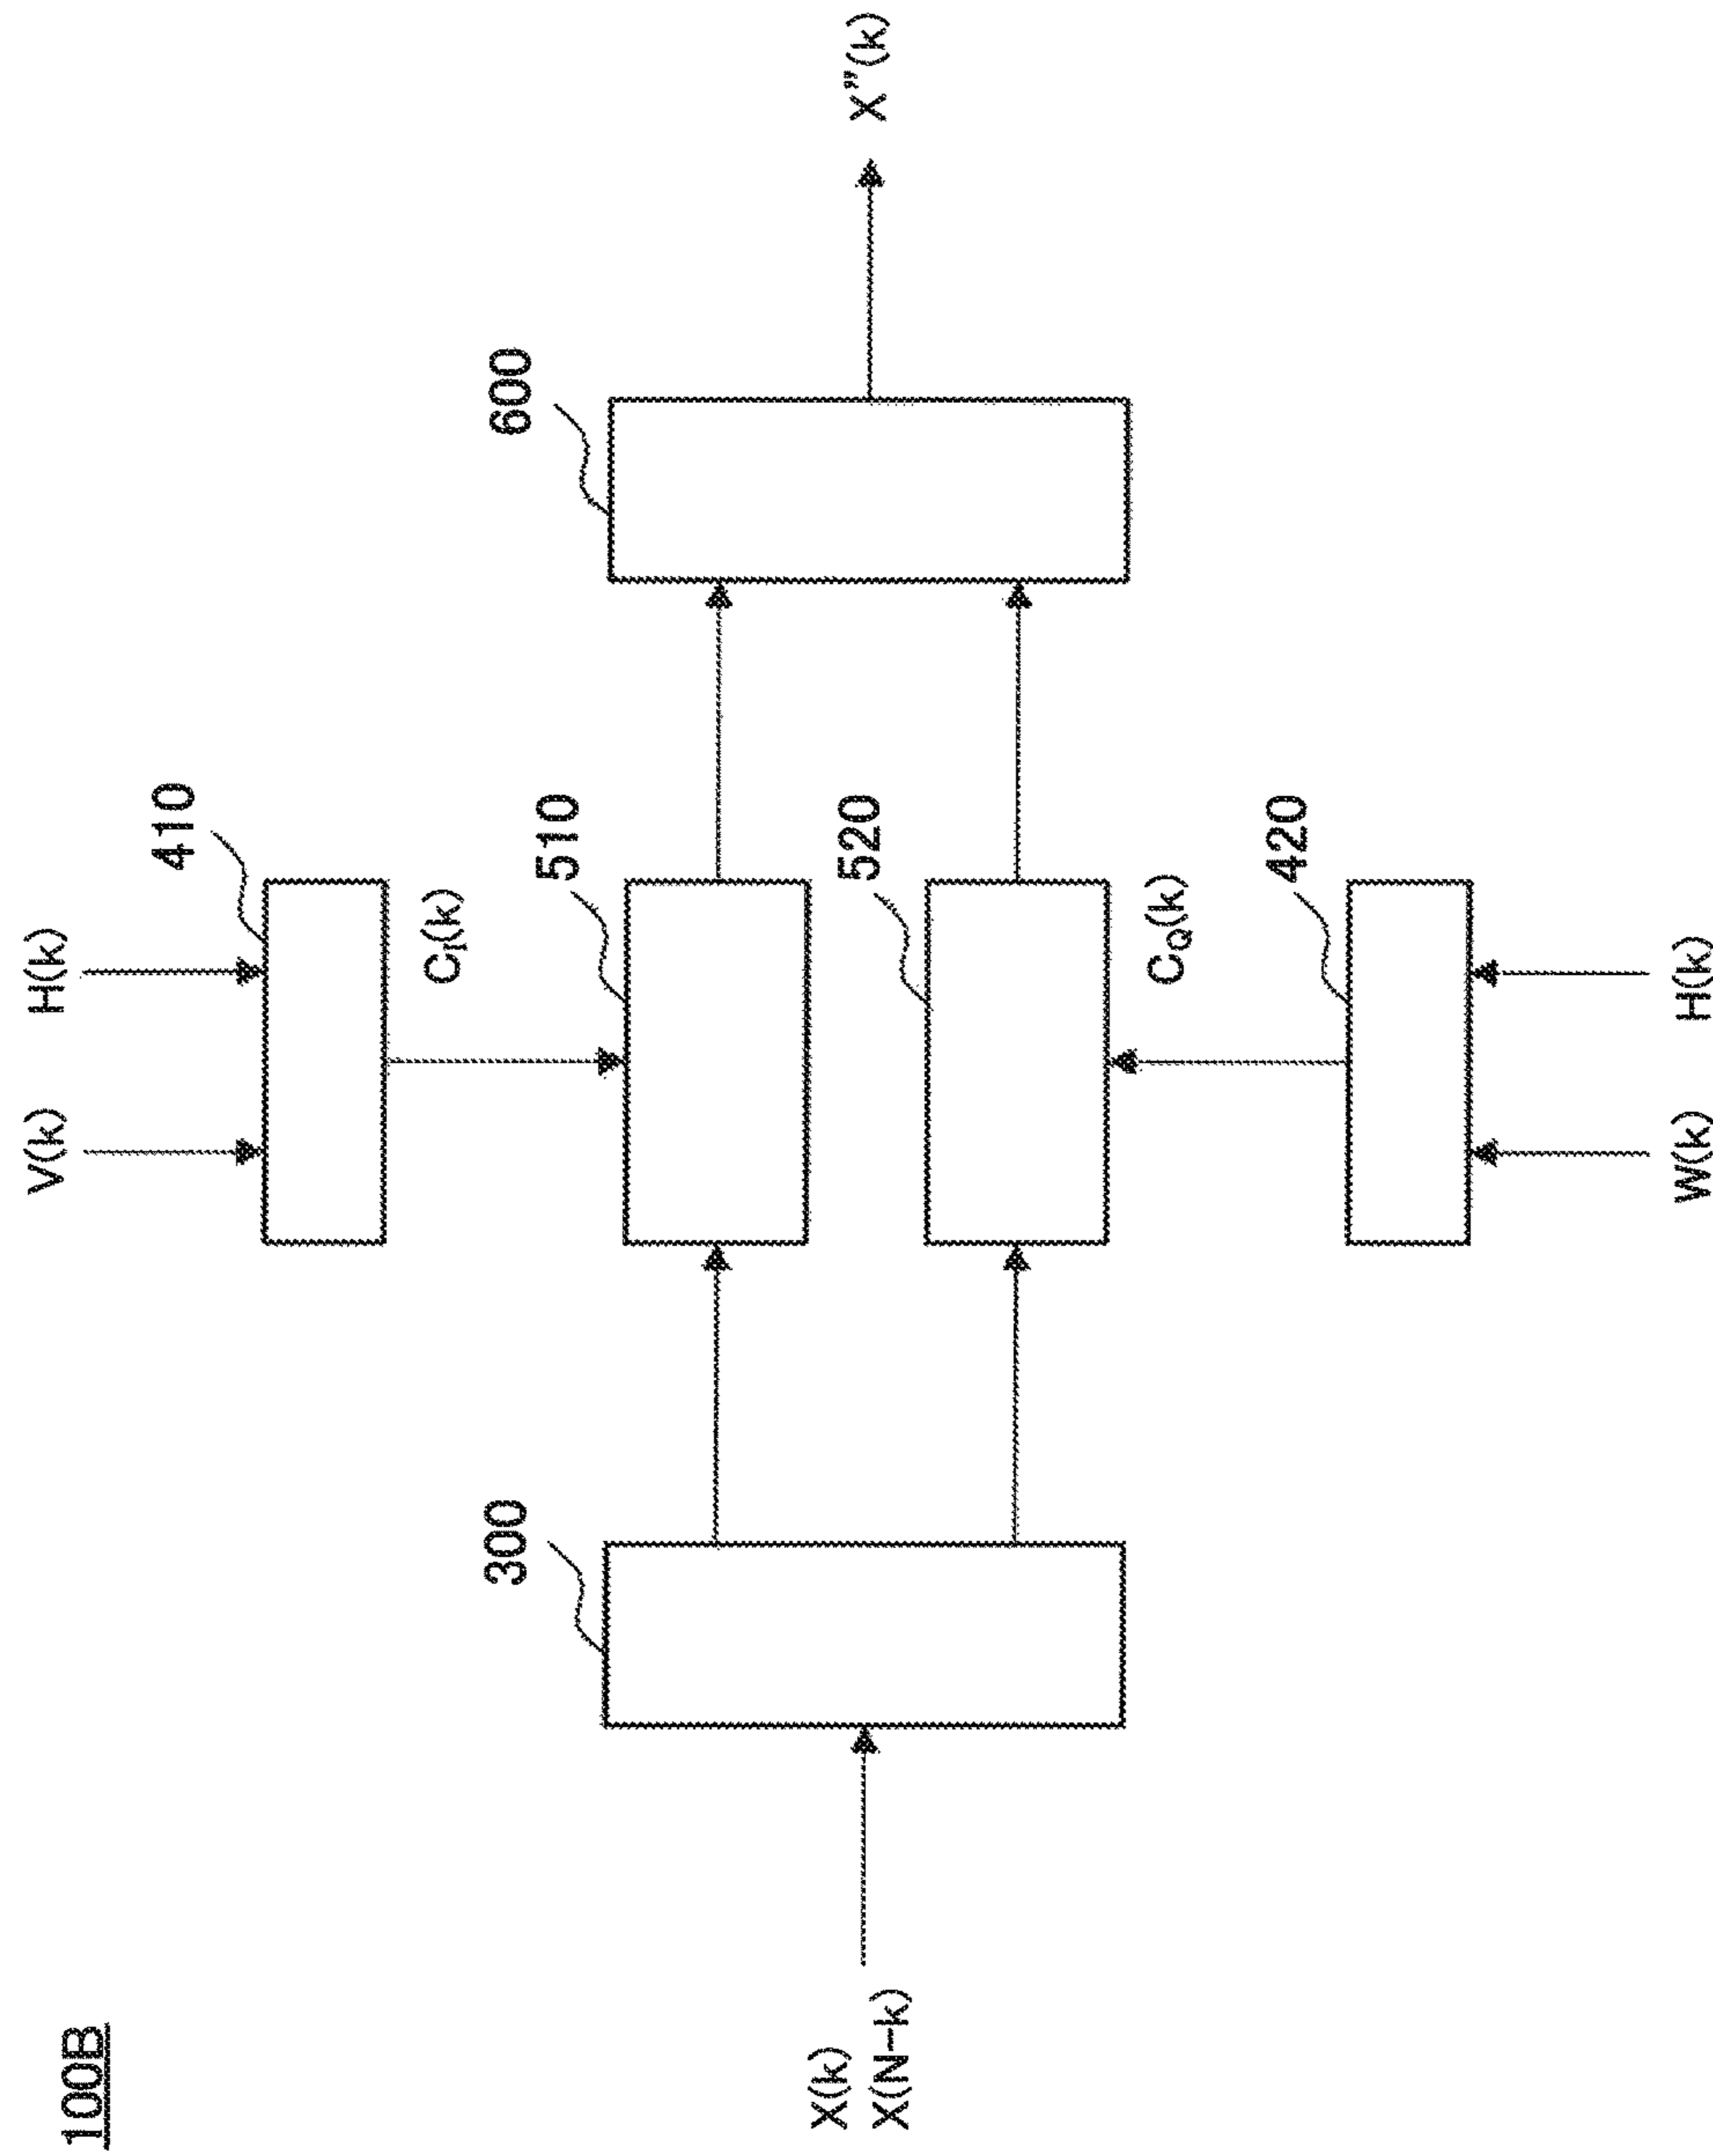 100B
V(k)
H(k)
410
C_I(k)
300
510
600
X(k)
X(N-k)
X"(k)
520
C_Q(k)
420
W(k)
H(k)